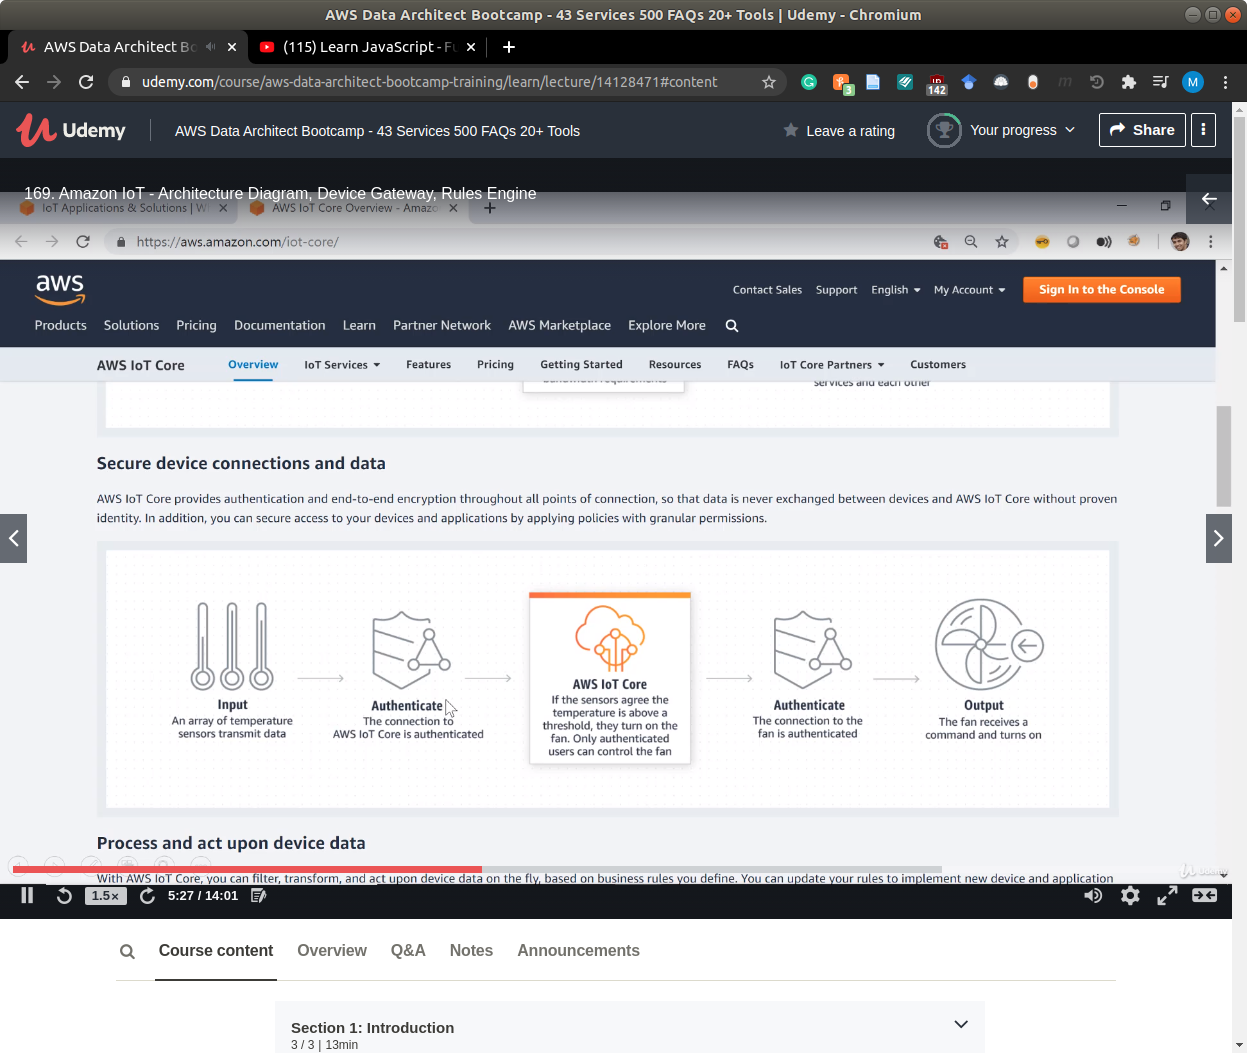 AWS Data Architect Bootcamp - 43 Services 500 FAQs 20+ Tools | Udemy - Chromium
AWS Data Architect Bo
(115) Learn JavaScript - Fu
udemy.com/course/aws-data-architect-bootcamp-training/learn/lecture/14128471#content
3
142
M
Udemy
AWS Data Architect Bootcamp - 43 Services 500 FAQs 20+ Tools
Leave a rating
Your progress
Share
169. Amazon IoT - Architecture Diagram, Device Gateway, Rules Engine
IoT Applications & Solutions | W
AWS IoT Core Overview - Amazo
https://aws.amazon.com/iot-core/
aws
Contact Sales
Support
English
My Account
Sign In to the Console
Products
Solutions
Pricing
Documentation
Learn
Partner Network
AWS Marketplace
Explore More
AWS IoT Core
Overview
IoT Services
Features
Pricing
Getting Started
Resources
FAQs
IoT Core Partners
Customers
bandwidth requirements
services and each other
Secure device connections and data
AWS IoT Core provides authentication and end-to-end encryption throughout all points of connection, so that data is never exchanged between devices and AWS IoT Core without proven
identity. In addition, you can secure access to your devices and applications by applying policies with granular permissions.
Input
An array of temperature
sensors transmit data
Authenticate
The connection to
AWS IoT Core is authenticated
AWS IoT Core
If the sensors agree the
temperature is above a
threshold, they turn on the
fan. Only authenticated
users can control the fan
Authenticate
The connection to the
fan is authenticated
Output
The fan receives a
command and turns on
Process and act upon device data
With AWS IoT Core, you can filter, transform, and act upon device data on the fly, based on business rules you define. You can update your rules to implement new device and application
Udemy
1.5x
5:27 / 14:01
Course content
Overview
Q&A
Notes
Announcements
Section 1: Introduction
3 / 3 | 13min